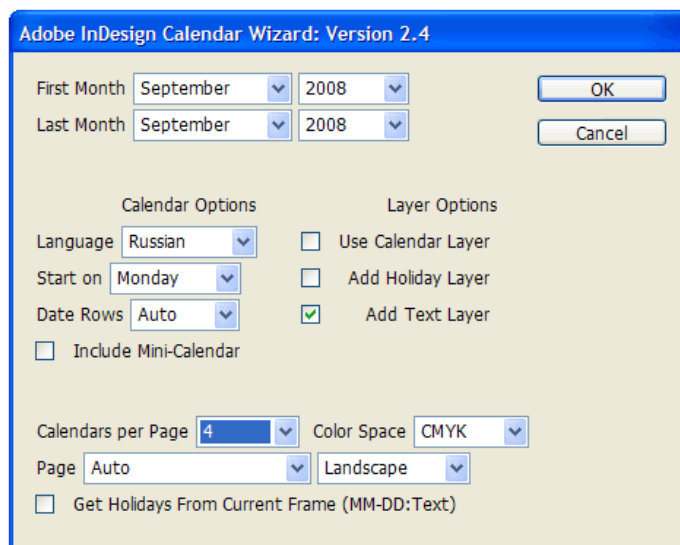 Adobe InDesign Calendar Wizard: Version 2.4
First Month September 2008 OK
Last Month September 2008 Cancel
Calendar Options Layer Options
Language Russian Use Calendar Layer
Start on Monday Add Holiday Layer
Date Rows Auto Add Text Layer
Include Mini-Calendar
Calendars per Page 4 Color Space CMYK
Page Auto Landscape
Get Holidays From Current Frame (MM-DD:Text)